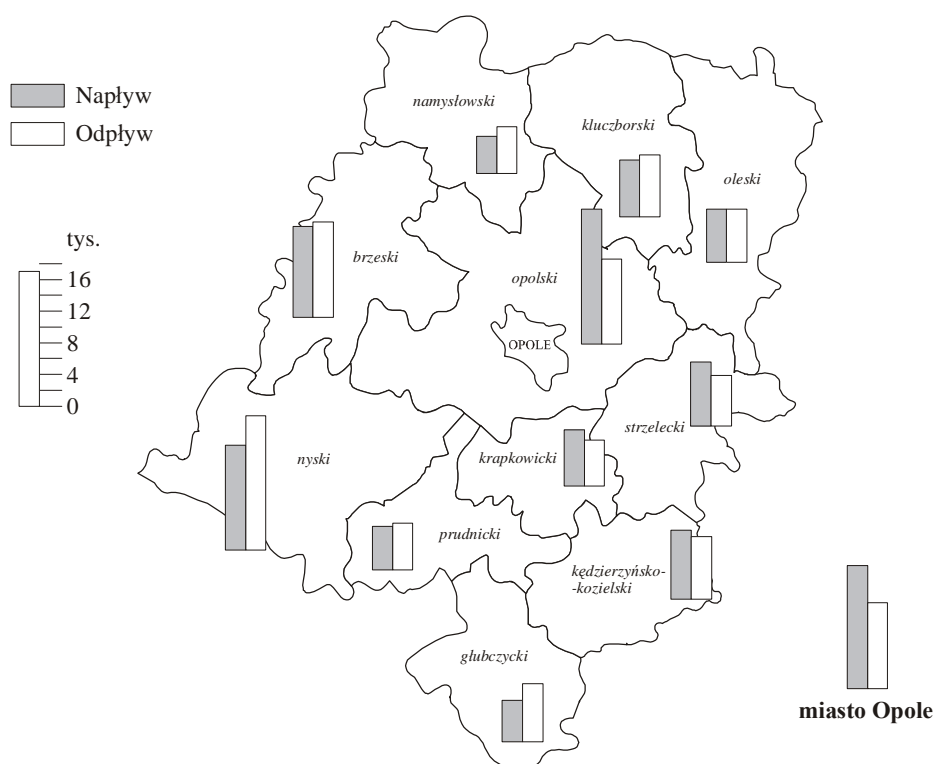 Napływ
Odpływ
tys.
16
12
8
4
0
namysłowski
kluczborski
oleski
brzeski
opolski
OPOLE
strzelecki
nyski
krapkowicki
prudnicki
kędzierzyńsko-
-kozielski
głubczycki
miasto Opole